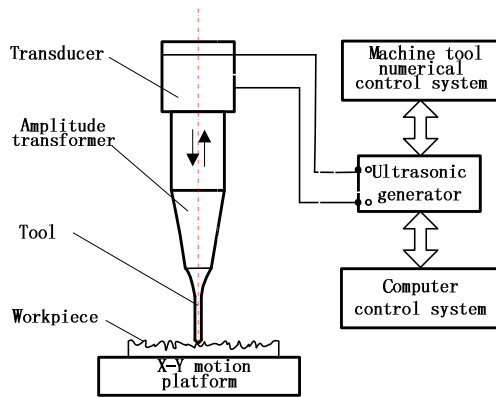 Transducer
Amplitude
transformer
Tool
Workpiece
X-Y motion
platform
Machine tool
numerical
control system
Ultrasonic
generator
Computer
control system